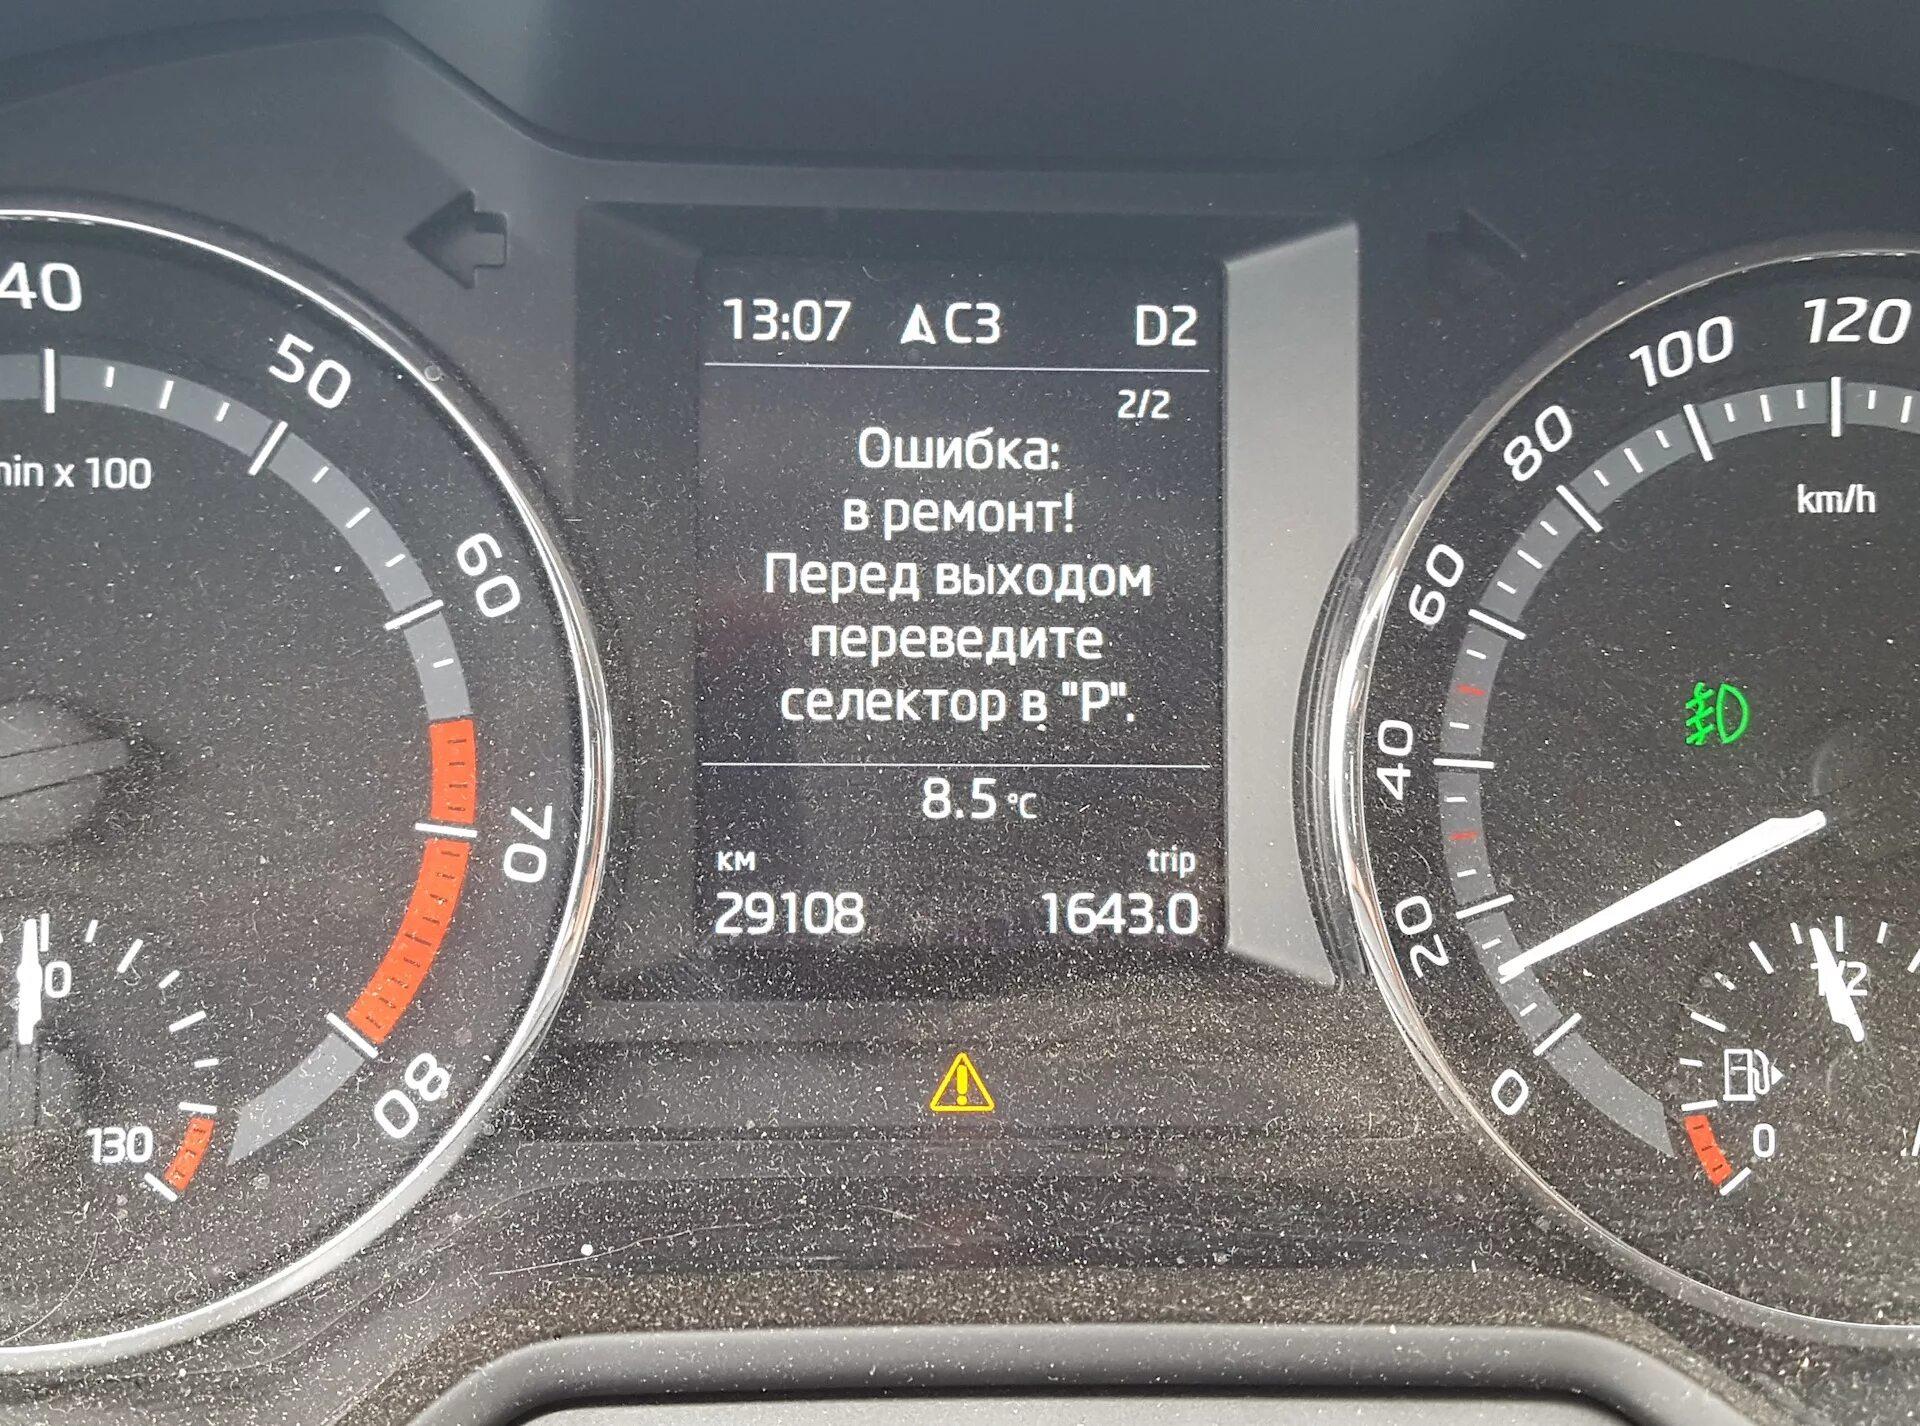 40
50
60
70
80
min x 100
130
13:07 C3 D2
2/2
Ошибка:
в ремонт!
Перед выходом
переведите
селектор в "P".
8.5 °C
км trip
29108 1643.0
120
100
80
60
40
20
0
km/h
0